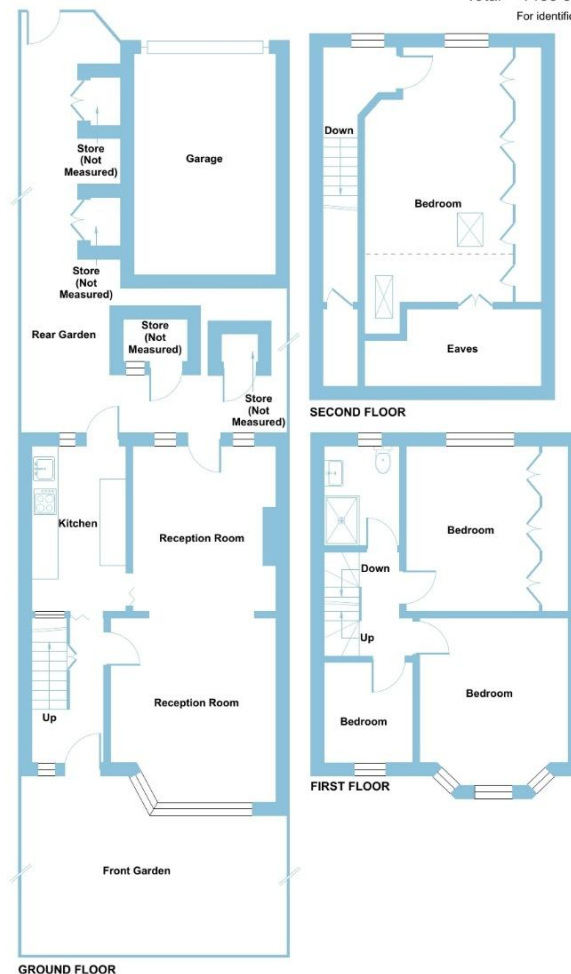 For identific
Store
(Not
Measured)
Garage
Store
(Not
Measured)
Rear Garden
Store
(Not
Measured)
Store
(Not
Measured)
Kitchen
Reception Room
Up
Reception Room
Front Garden
GROUND FLOOR
Down
Bedroom
Eaves
SECOND FLOOR
Bedroom
Down
Up
Bedroom
Bedroom
FIRST FLOOR